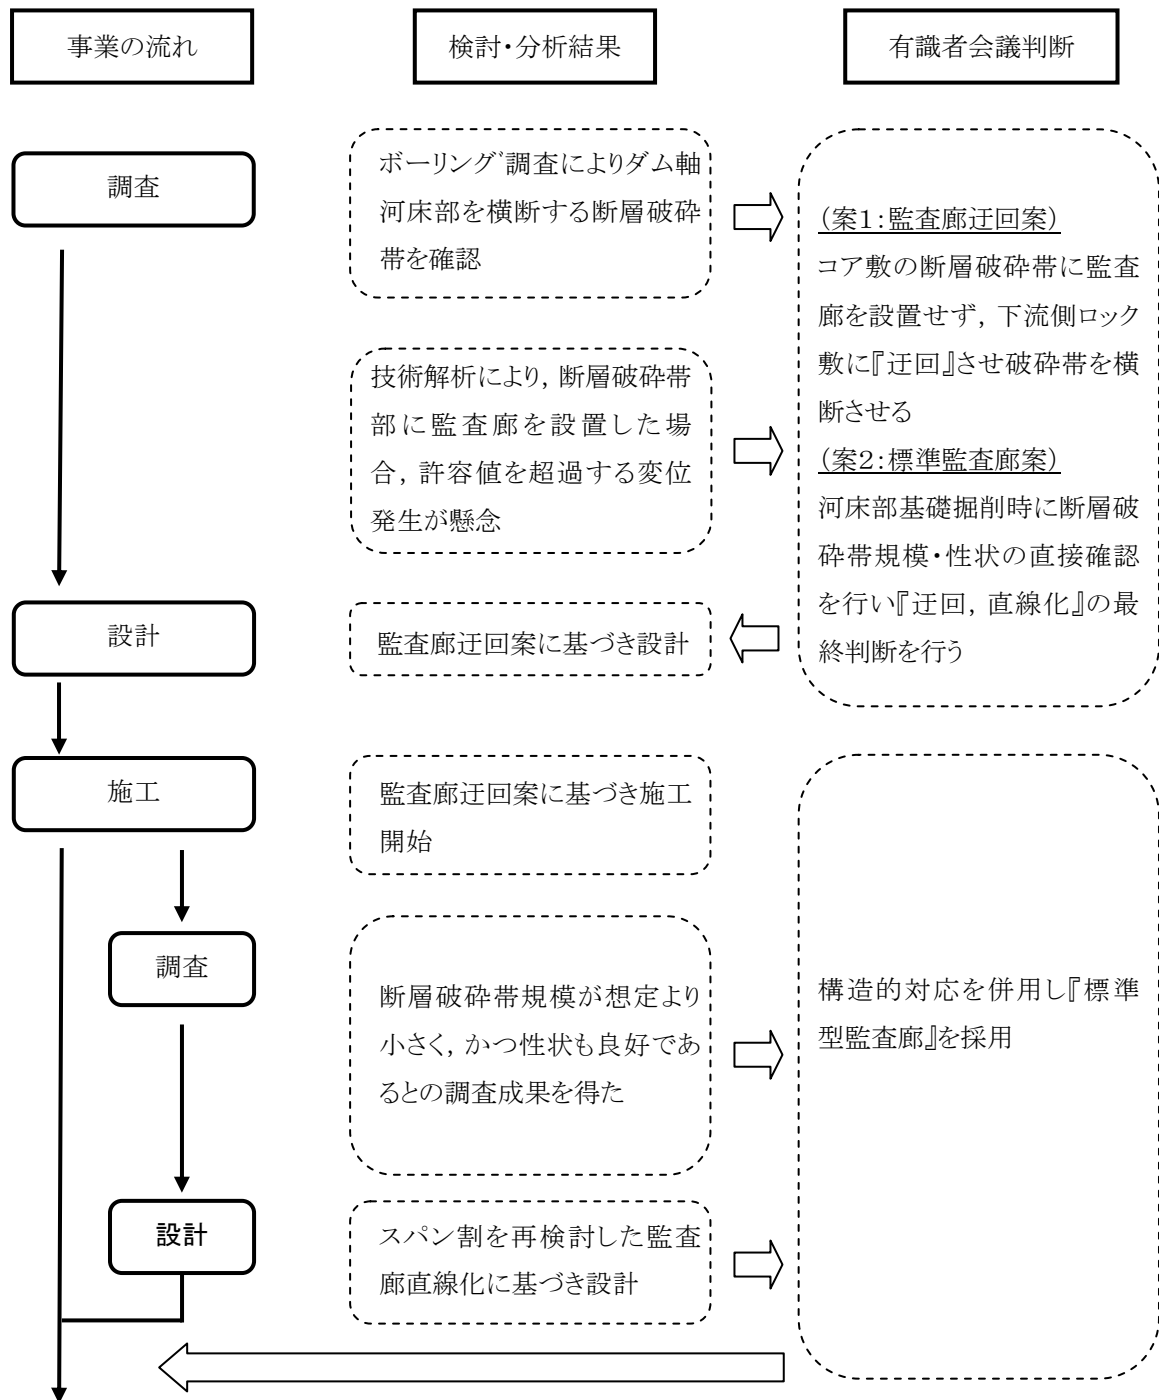 事業の流れ
検討・分析結果
有識者会議判断
調査
ボーリング゛調査によりダム軸
河床部を横断する断層破砕
帯を確認
技術解析により，断層破砕帯
部に監査廊を設置した場
合，許容値を超過する変位
発生が懸念
（案1：監査廊迂回案）
コア敷の断層破砕帯に監査
廊を設置せず，下流側ロック
敷に『迂回』させ破砕帯を横
断させる
（案2：標準監査廊案）
河床部基礎掘削時に断層破
砕帯規模・性状の直接確認
を行い『迂回，直線化』の最
終判断を行う
設計
監査廊迂回案に基づき設計
施工
監査廊迂回案に基づき施工
開始
調査
断層破砕帯規模が想定より
小さく，かつ性状も良好であ
るとの調査成果を得た
構造的対応を併用し『標準
型監査廊』を採用
設計
スパン割を再検討した監査
廊直線化に基づき設計